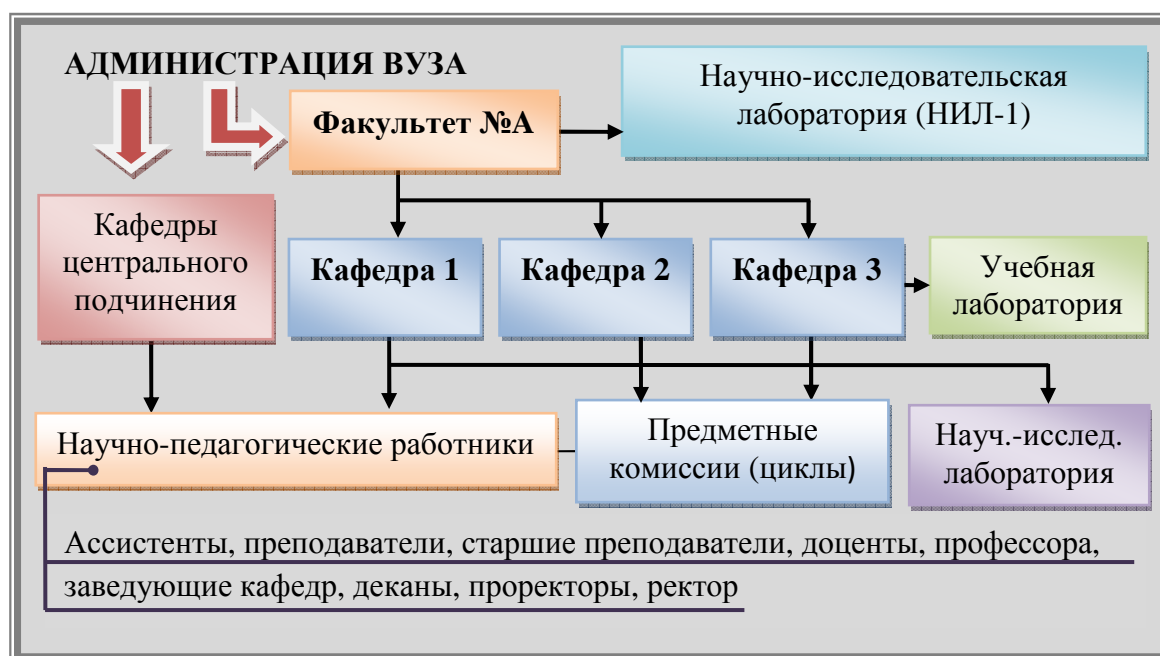 АДМИНИСТРАЦИЯ ВУЗА
Факультет №А
Научно-исследовательская
лаборатория (НИЛ-1)
Кафедры
центрального
подчинения
Кафедра 1
Кафедра 2
Кафедра 3
Учебная
лаборатория
Научно-педагогические работники
Предметные
комиссии (циклы)
Науч.-исслед.
лаборатория
Ассистенты, преподаватели, старшие преподаватели, доценты, профессора,
заведующие кафедр, деканы, проректоры, ректор